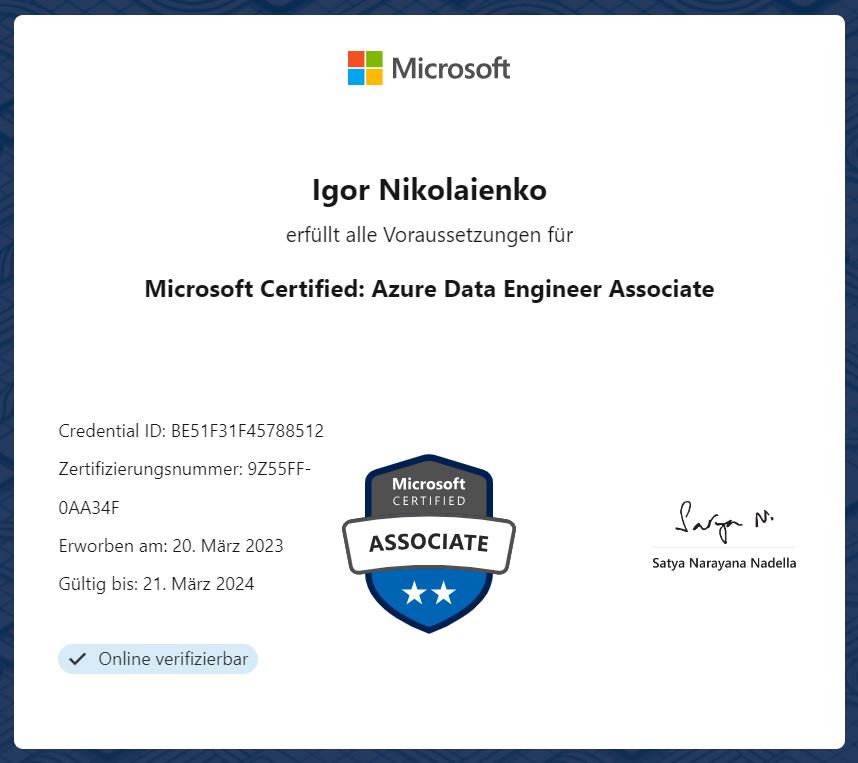 Microsoft
Igor Nikolaienko
erfüllt alle Voraussetzungen für
Microsoft Certified: Azure Data Engineer Associate
Credential ID: BE51F31F45788512
Zertifizierungsnummer: 9Z55FF-
0AA34F
Erworben am: 20. März 2023
Gültig bis: 21. März 2024
Online verifizierbar
Microsoft
CERTIFIED
ASSOCIATE
Satya N.
Satya Narayana Nadella